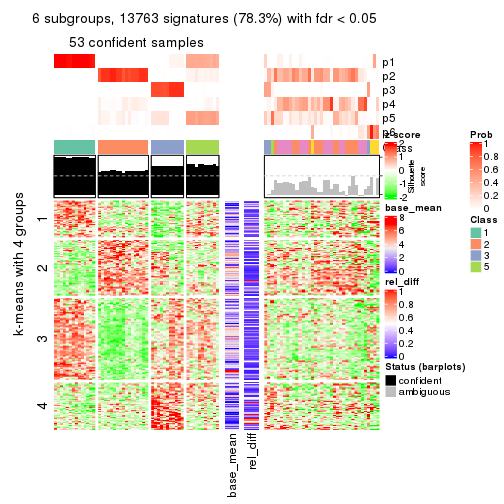 6 subgroups, 13763 signatures (78.3%) with fdr < 0.05
53 confident samples
p1
p2
p3
p4
p5
p6
Class
z-score
2
1
0
-1
-2
Silhouette score
Prob
1
0.8
0.6
0.4
0.2
0
base_mean
8
6
4
2
0
Class
1
2
3
5
rel_diff
1
0.8
0.6
0.4
0.2
0
Status (barplots)
confident
ambiguous
k-means with 4 groups
1
2
3
4
base_mean
rel_diff